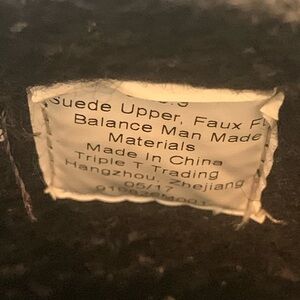 Suede Upper, Faux
Balance Man Made
Materials
Made In China
Triple T Trading
Hangzhou, Zhejiang
05/17